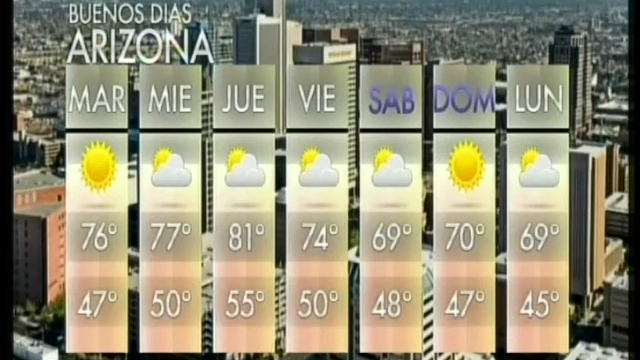 BUENOS DIAS
ARIZONA
MAR MIE JUE VIE SAB DOM LUN
76° 77° 81° 74° 69° 70° 69°
47° 50° 55° 50° 48° 47° 45°